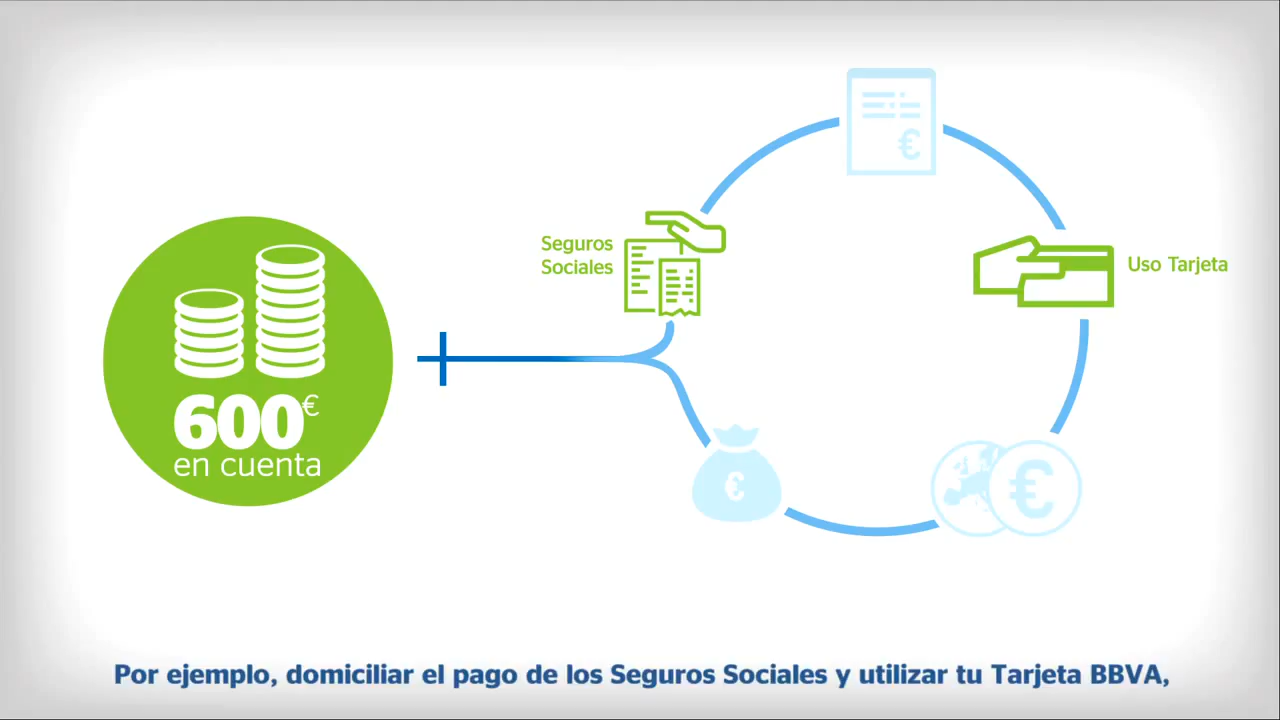 600€
en cuenta
Seguros
Sociales
Uso Tarjeta
€
€
€
Por ejemplo, domiciliar el pago de los Seguros Sociales y utilizar tu Tarjeta BBVA,